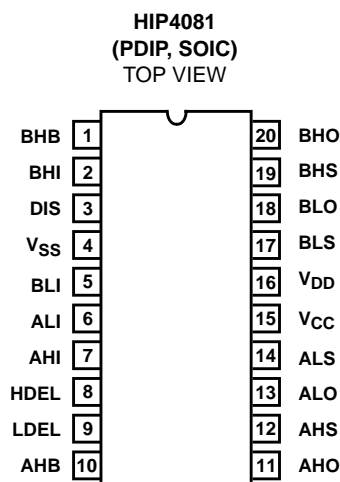 HIP4081
(PDIP, SOIC)
TOP VIEW
BHB 1 20 BHO
BHI 2 19 BHS
DIS 3 18 BLO
VSS 4 17 BLS
BLI 5 16 VDD
ALI 6 15 VCC
AHI 7 14 ALS
HDEL 8 13 ALO
LDEL 9 12 AHS
AHB 10 11 AHO